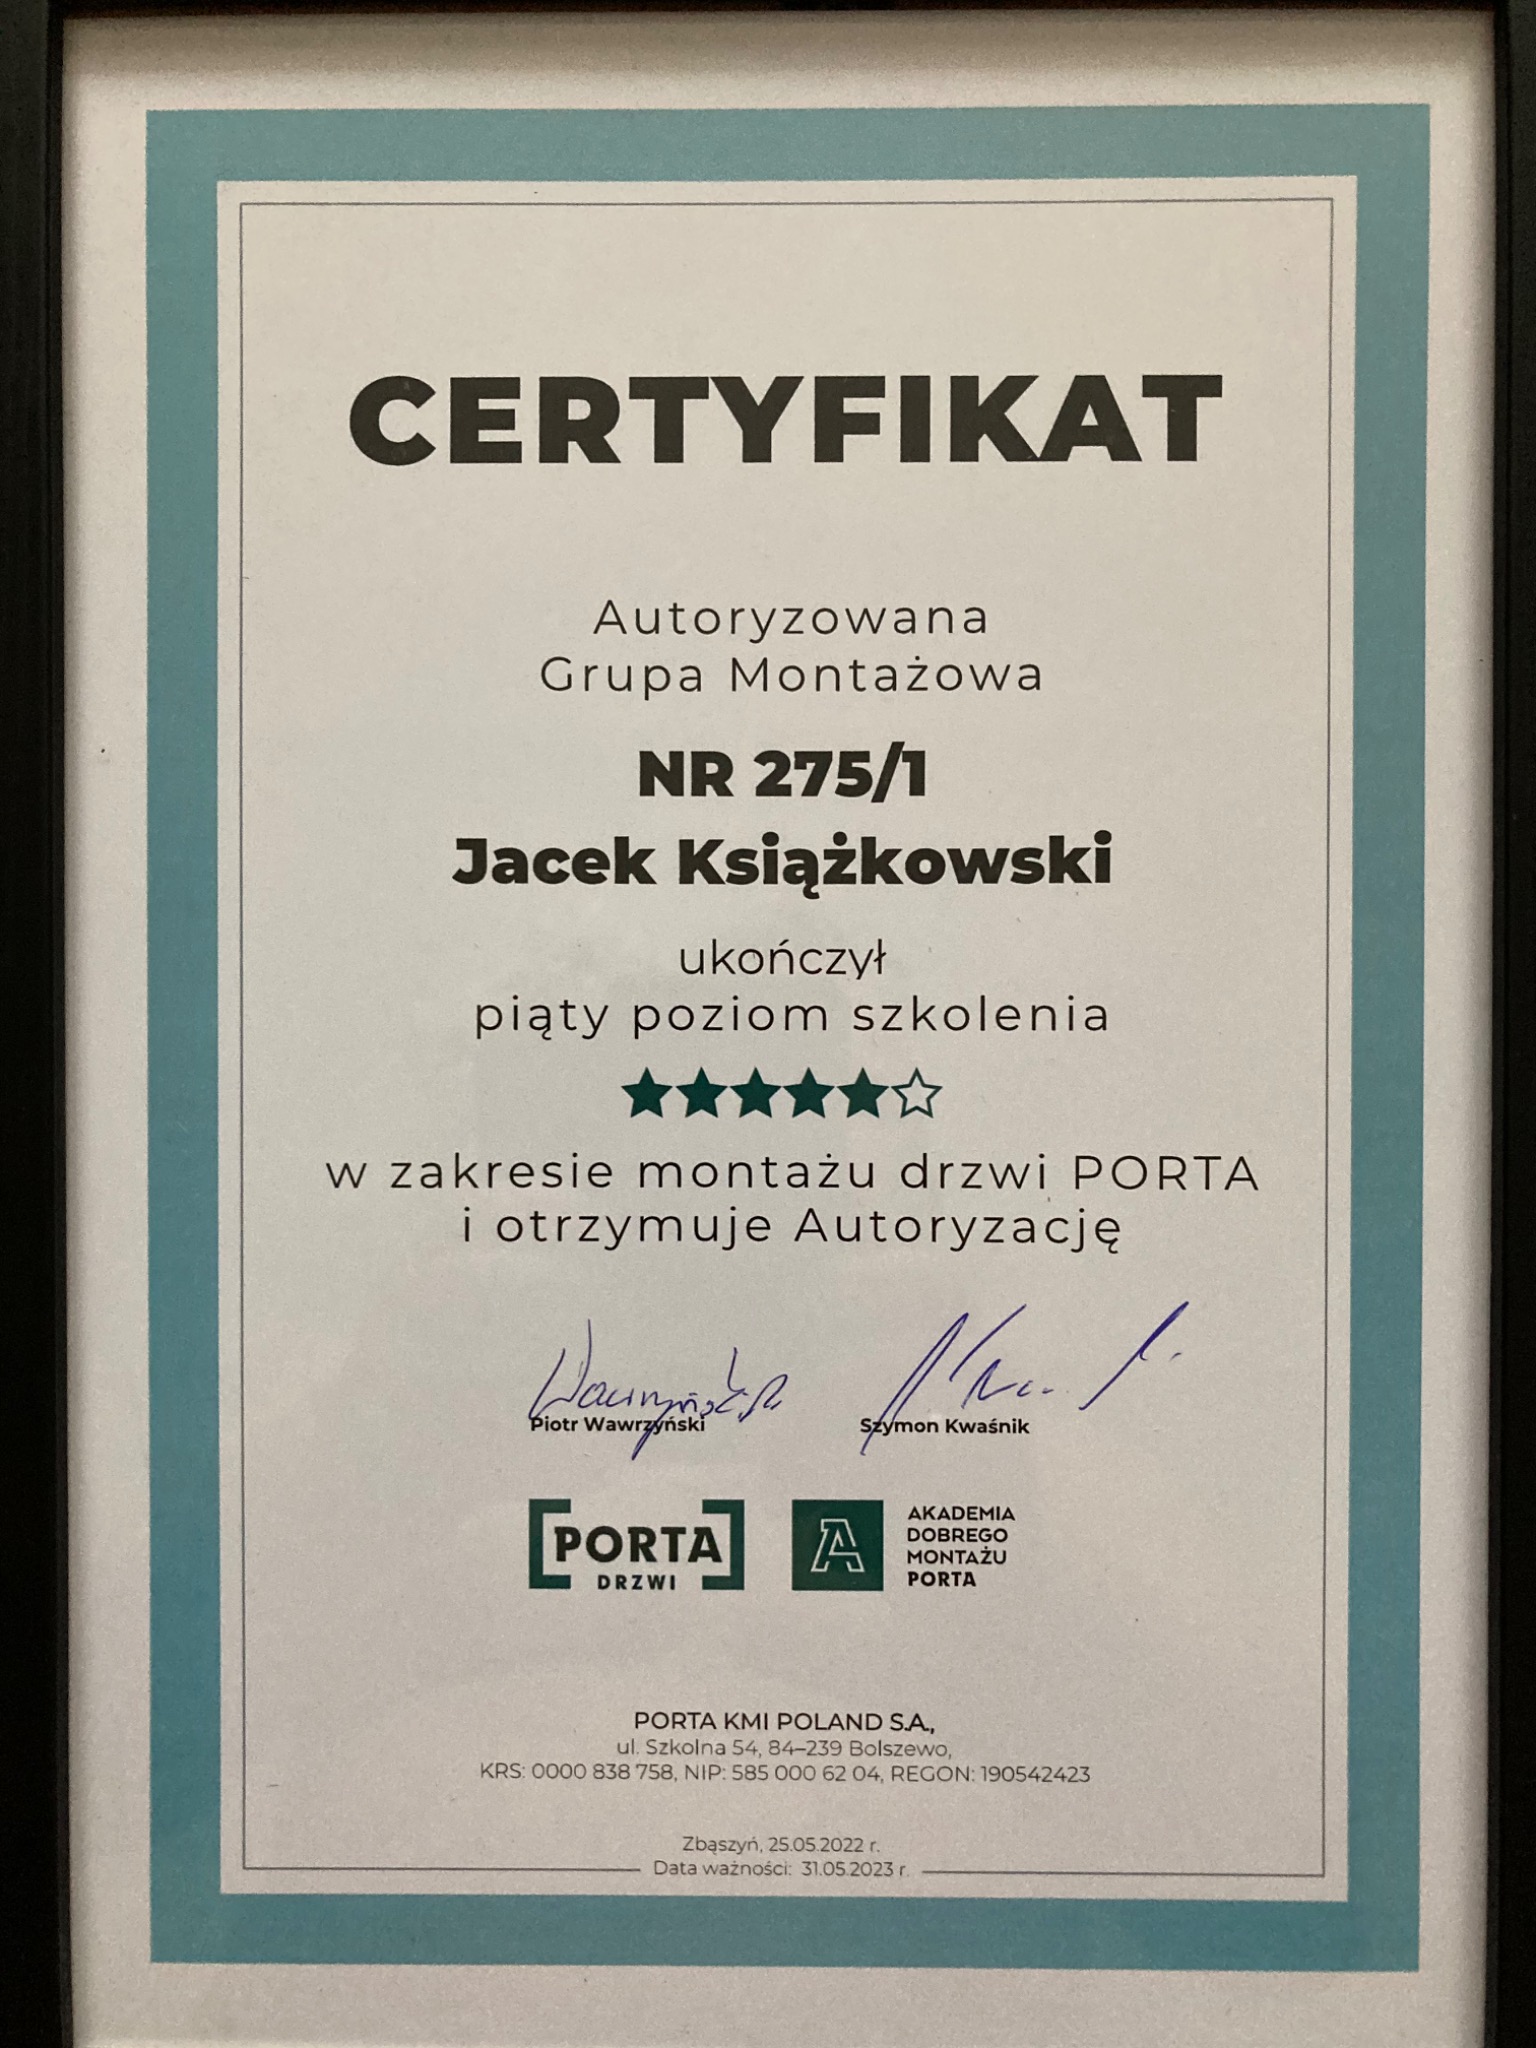 CERTYFIKAT
Autoryzowana
Grupa Montażowa
NR 275/1
Jacek Książkowski
ukończył
piąty poziom szkolenia
w zakresie montażu drzwi PORTA
i otrzymuje Autoryzację
Piotr Wawrzyński
Szymon Kwaśnik
PORTA
DRZWI
A
AKADEMIA
DOBREGO
MONTAŻU
PORTA
PORTA KMI POLAND S.A.,
ul. Szkolna 54, 84–239 Bolszewo,
KRS: 0000 838 758, NIP: 585 000 62 04, REGON: 190542423
Zbąszyń, 25.05.2022 r.
Data ważności: 31.05.2023 r.